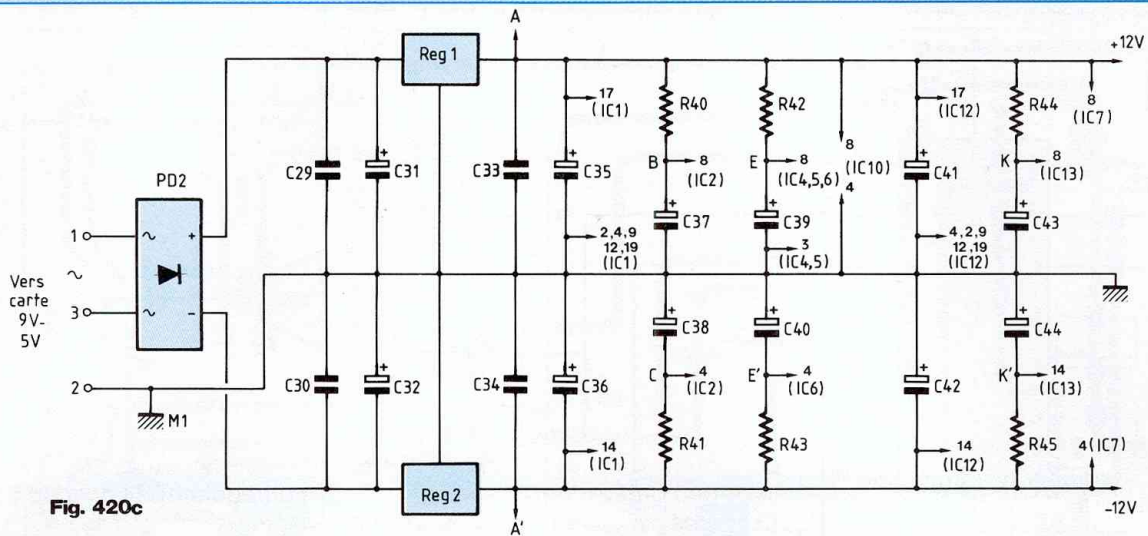 A
Reg 1
+12V
17
(IC1)
R40
R42
17
(IC12)
R44
8
(IC7)
PD2
C29
+
C31
C33
+
C35
B
8
(IC2)
E
8
(IC4,5,6)
8
(IC10)
4
+
C41
K
8
(IC13)
+
C37
+
C39
+
C43
1
~
+
2,4,9
12,19
(IC1)
3
(IC4,5)
4,2,9
12,19
(IC12)
~
Vers
carte
9V-
5V
3
~
−
2
M1
C30
+
C32
C34
+
C36
+
C38
+
C40
+
C42
+
C44
C
4
(IC2)
E'
4
(IC6)
K'
14
(IC13)
14
(IC1)
R41
R43
14
(IC12)
R45
4(IC7)
Reg 2
−12V
A'
Fig. 420c